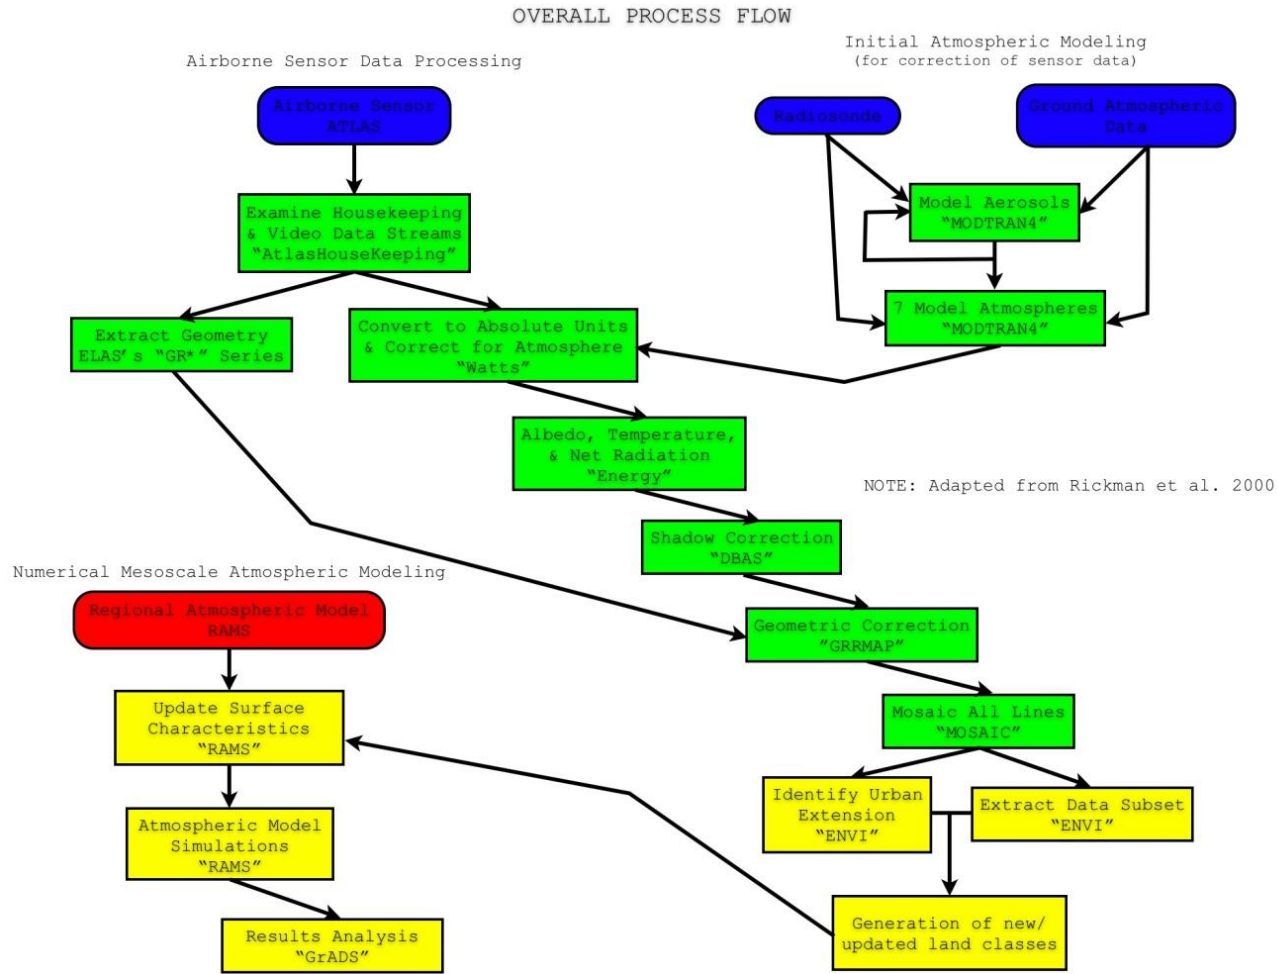 OVERALL PROCESS FLOW
Airborne Sensor Data Processing
Initial Atmospheric Modeling
(for correction of sensor data)
Airborne Sensor
ATLAS
Radiosonde
Ground Atmospheric
Data
Examine Housekeeping
& Video Data Streams
“AtlasHouseKeeping”
Model Aerosols
“MODTRAN4”
Extract Geometry
ELAS’s “GR*” Series
Convert to Absolute Units
& Correct for Atmosphere
“Watts”
7 Model Atmospheres
“MODTRAN4”
Albedo, Temperature,
& Net Radiation
“Energy”
NOTE: Adapted from Rickman et al. 2000
Shadow Correction
“DBAS”
Numerical Mesoscale Atmospheric Modeling
Regional Atmospheric Model
RAMS
Geometric Correction
”GRRMAP”
Update Surface
Characteristics
“RAMS”
Mosaic All Lines
“MOSAIC”
Identify Urban
Extension
“ENVI”
Extract Data Subset
“ENVI”
Atmospheric Model
Simulations
“RAMS”
Generation of new/
updated land classes
Results Analysis
“GrADS”